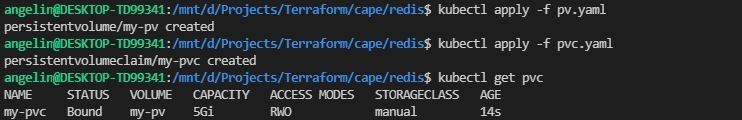 angelin@DESKTOP-TD99341:/mnt/d/Projects/Terraform/cape/redis$ kubectl apply -f pv.yaml
persistentvolume/my-pv created
angelin@DESKTOP-TD99341:/mnt/d/Projects/Terraform/cape/redis$ kubectl apply -f pvc.yaml
persistentvolumeclaim/my-pvc created
angelin@DESKTOP-TD99341:/mnt/d/Projects/Terraform/cape/redis$ kubectl get pvc
NAME     STATUS   VOLUME   CAPACITY   ACCESS MODES   STORAGECLASS   AGE
my-pvc   Bound    my-pv    5Gi        RWO            manual         14s